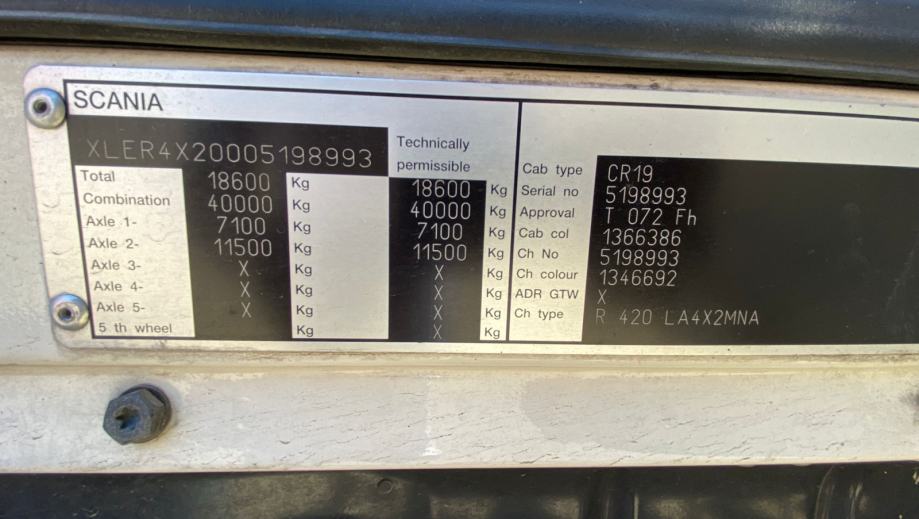 SCANIA
XLER4X20005198993
Technically
permissible
Total 18600 Kg 18600 Kg
Combination 40000 Kg 40000 Kg
Axle 1- 7100 Kg 7100 Kg
Axle 2- 11500 Kg 11500 Kg
Axle 3- X Kg X Kg
Axle 4- X Kg X Kg
Axle 5- X Kg X Kg
5 th wheel Kg X Kg
Cab type CR19
Serial no 5198993
Approval T 072 Fh
Cab col 1366386
Ch No 5198993
Ch colour 1346692
ADR GTW X
Ch type R 420 LA4X2MNA